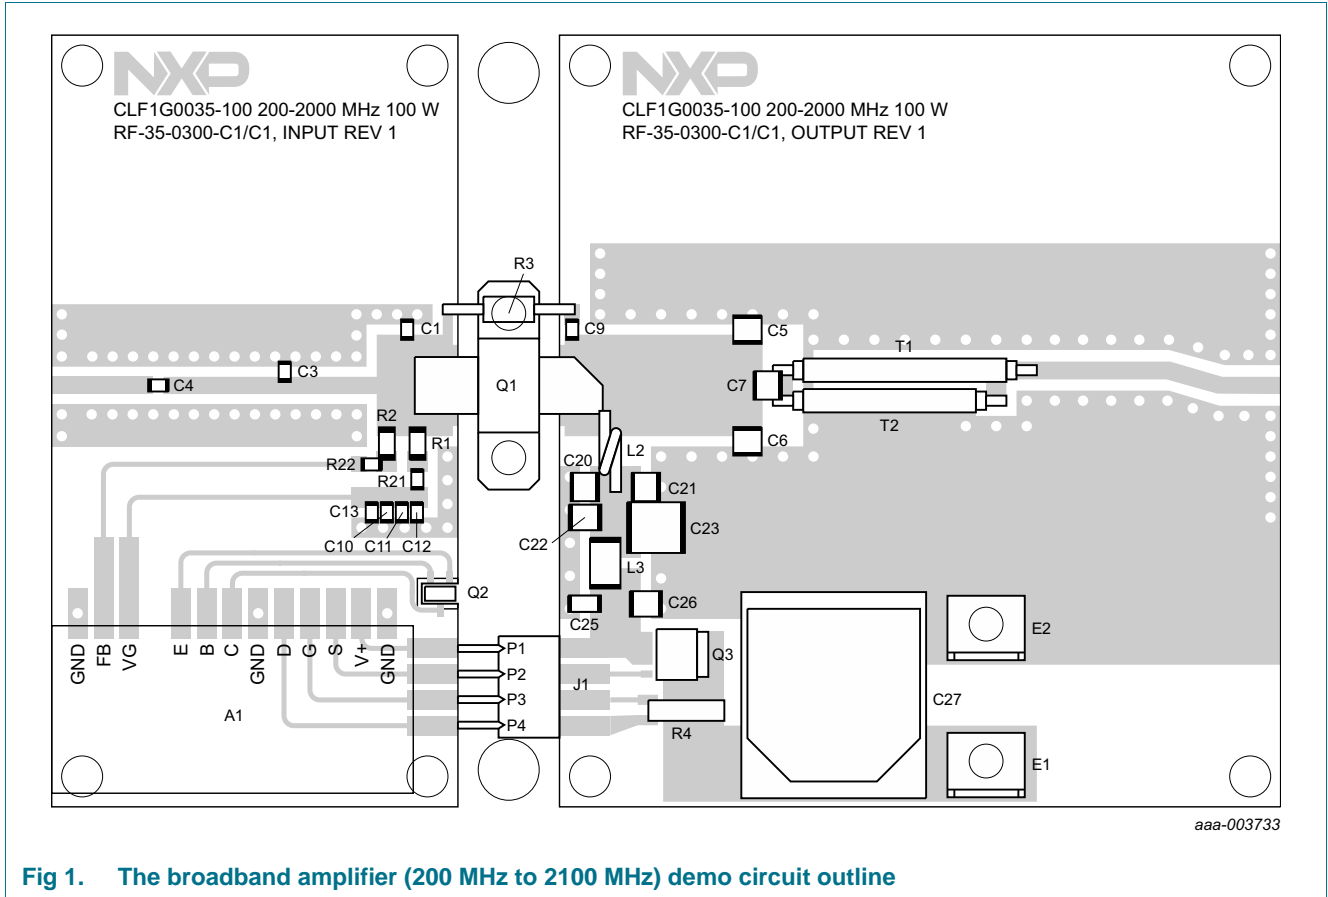 NXP
CLF1G0035-100 200-2000 MHz 100 W
RF-35-0300-C1/C1, INPUT REV 1
NXP
CLF1G0035-100 200-2000 MHz 100 W
RF-35-0300-C1/C1, OUTPUT REV 1
R3
C1
C9
C5
T1
C3
C4
Q1
C7
T2
R2
R1
L2
C6
R22
R21
C20
C21
C13
C10
C11
C12
C22
C23
L3
Q2
C25
C26
E2
GND
FB
VG
E
B
C
GND
D
G
S
V+
GND
P1
P2
P3
P4
J1
Q3
A1
R4
C27
E1
aaa-003733
Fig 1. The broadband amplifier (200 MHz to 2100 MHz) demo circuit outline